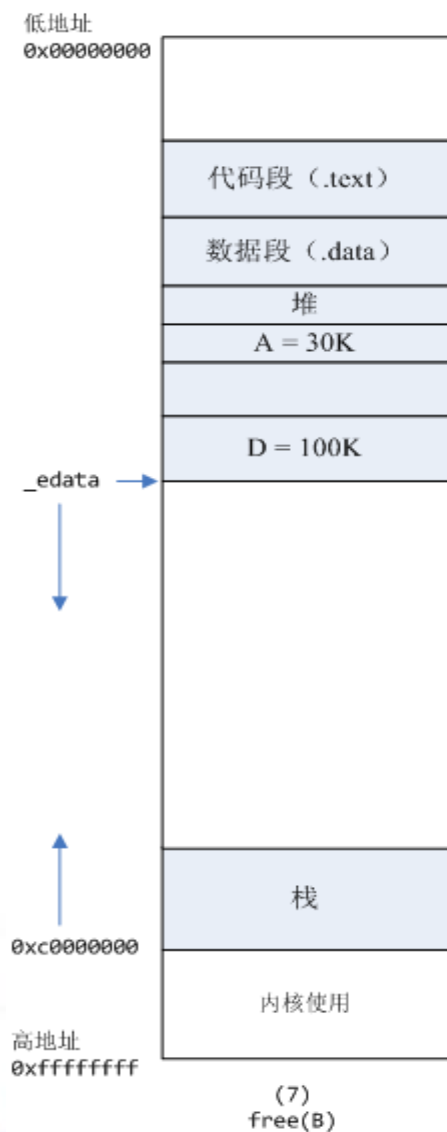 低地址
0x00000000
代码段（.text）
数据段（.data）
堆
A = 30K
D = 100K
_edata
栈
0xc0000000
内核使用
高地址
0xffffffff
(7)
free(B)